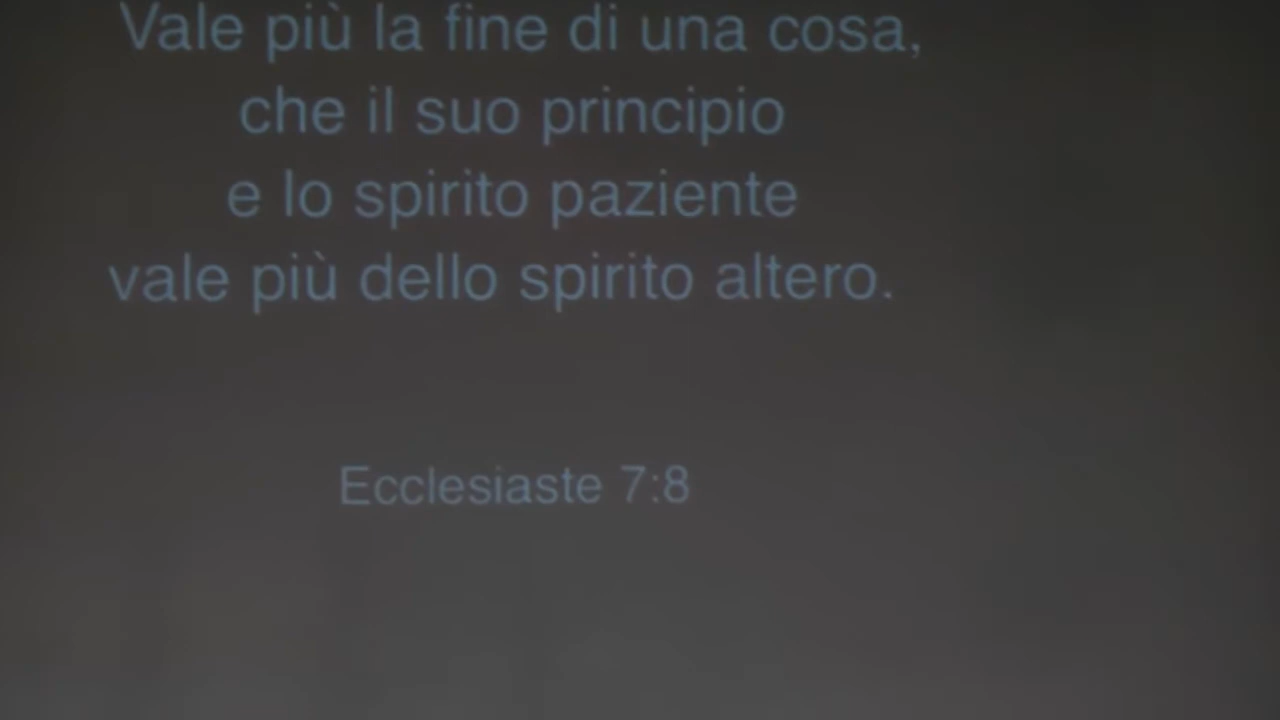 Vale più la fine di una cosa,
che il suo principio
e lo spirito paziente
vale più dello spirito altero.
Ecclesiaste 7:8